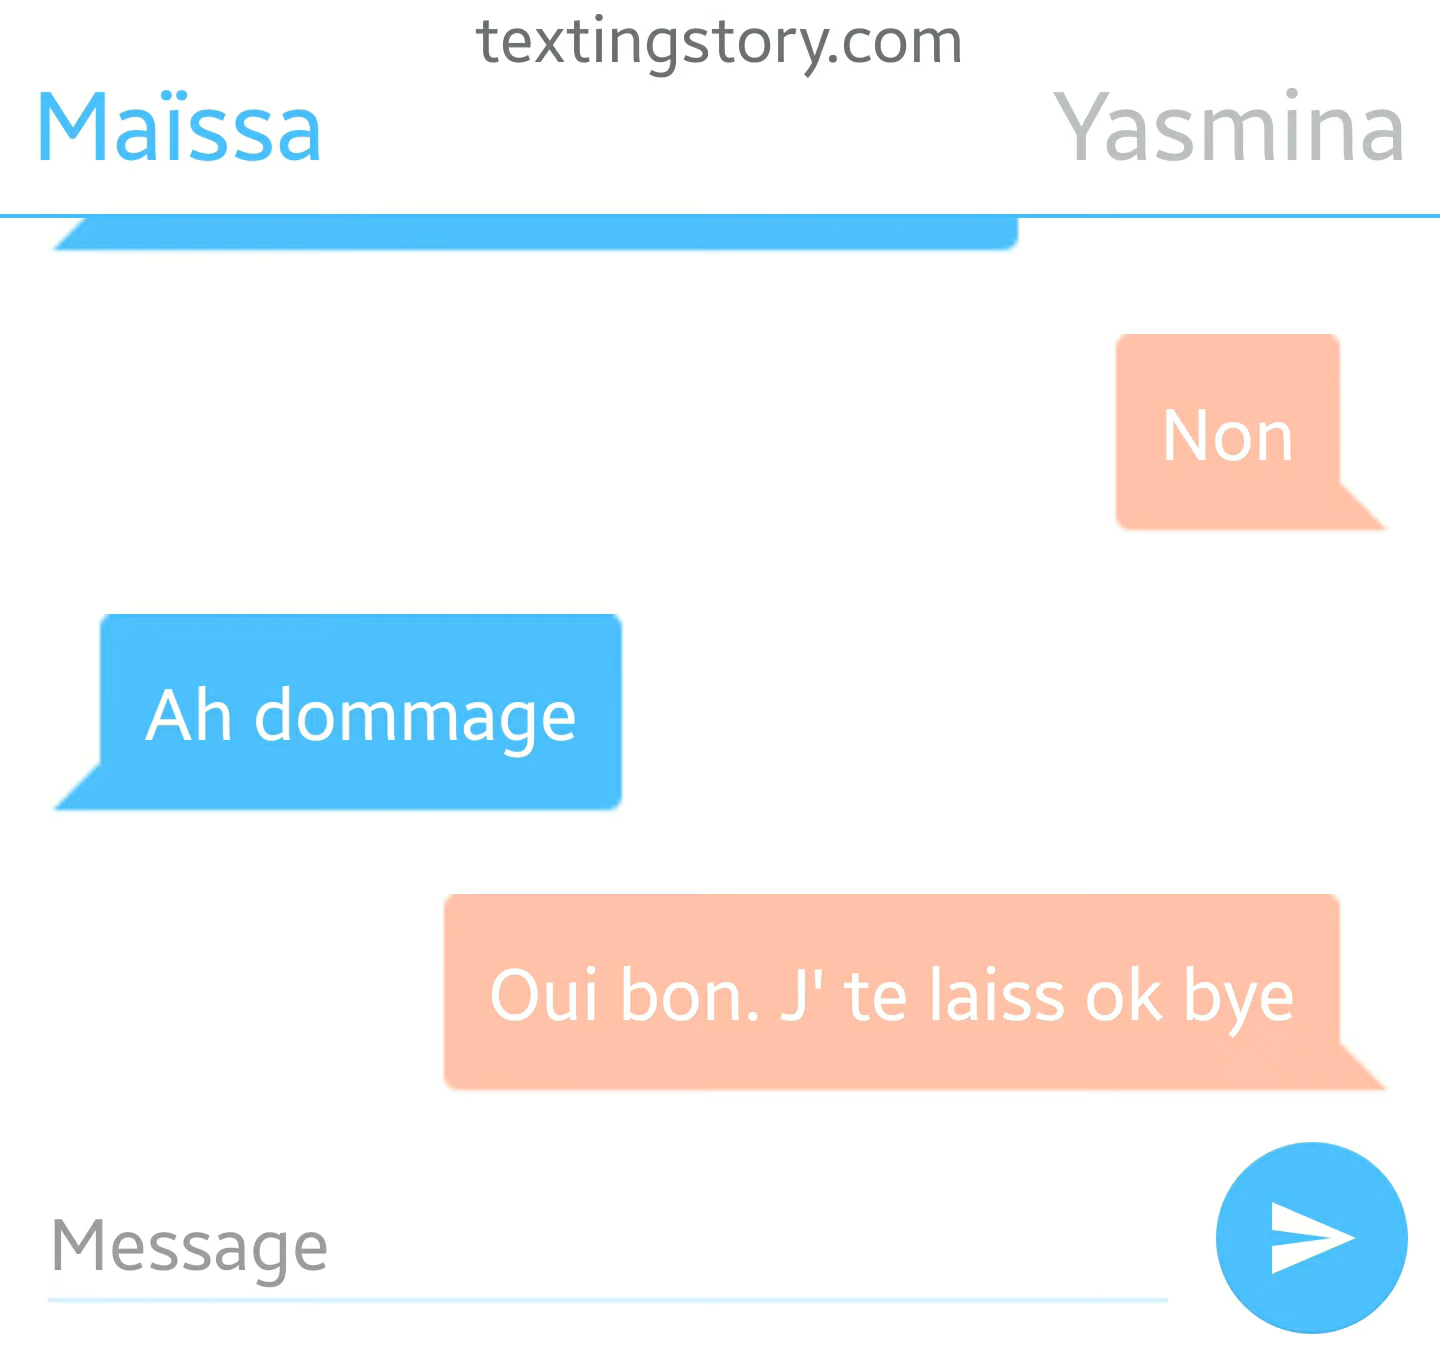 textingstory.com
Maïssa
Yasmina
Non
Ah dommage
Oui bon. J' te laiss ok bye
Message